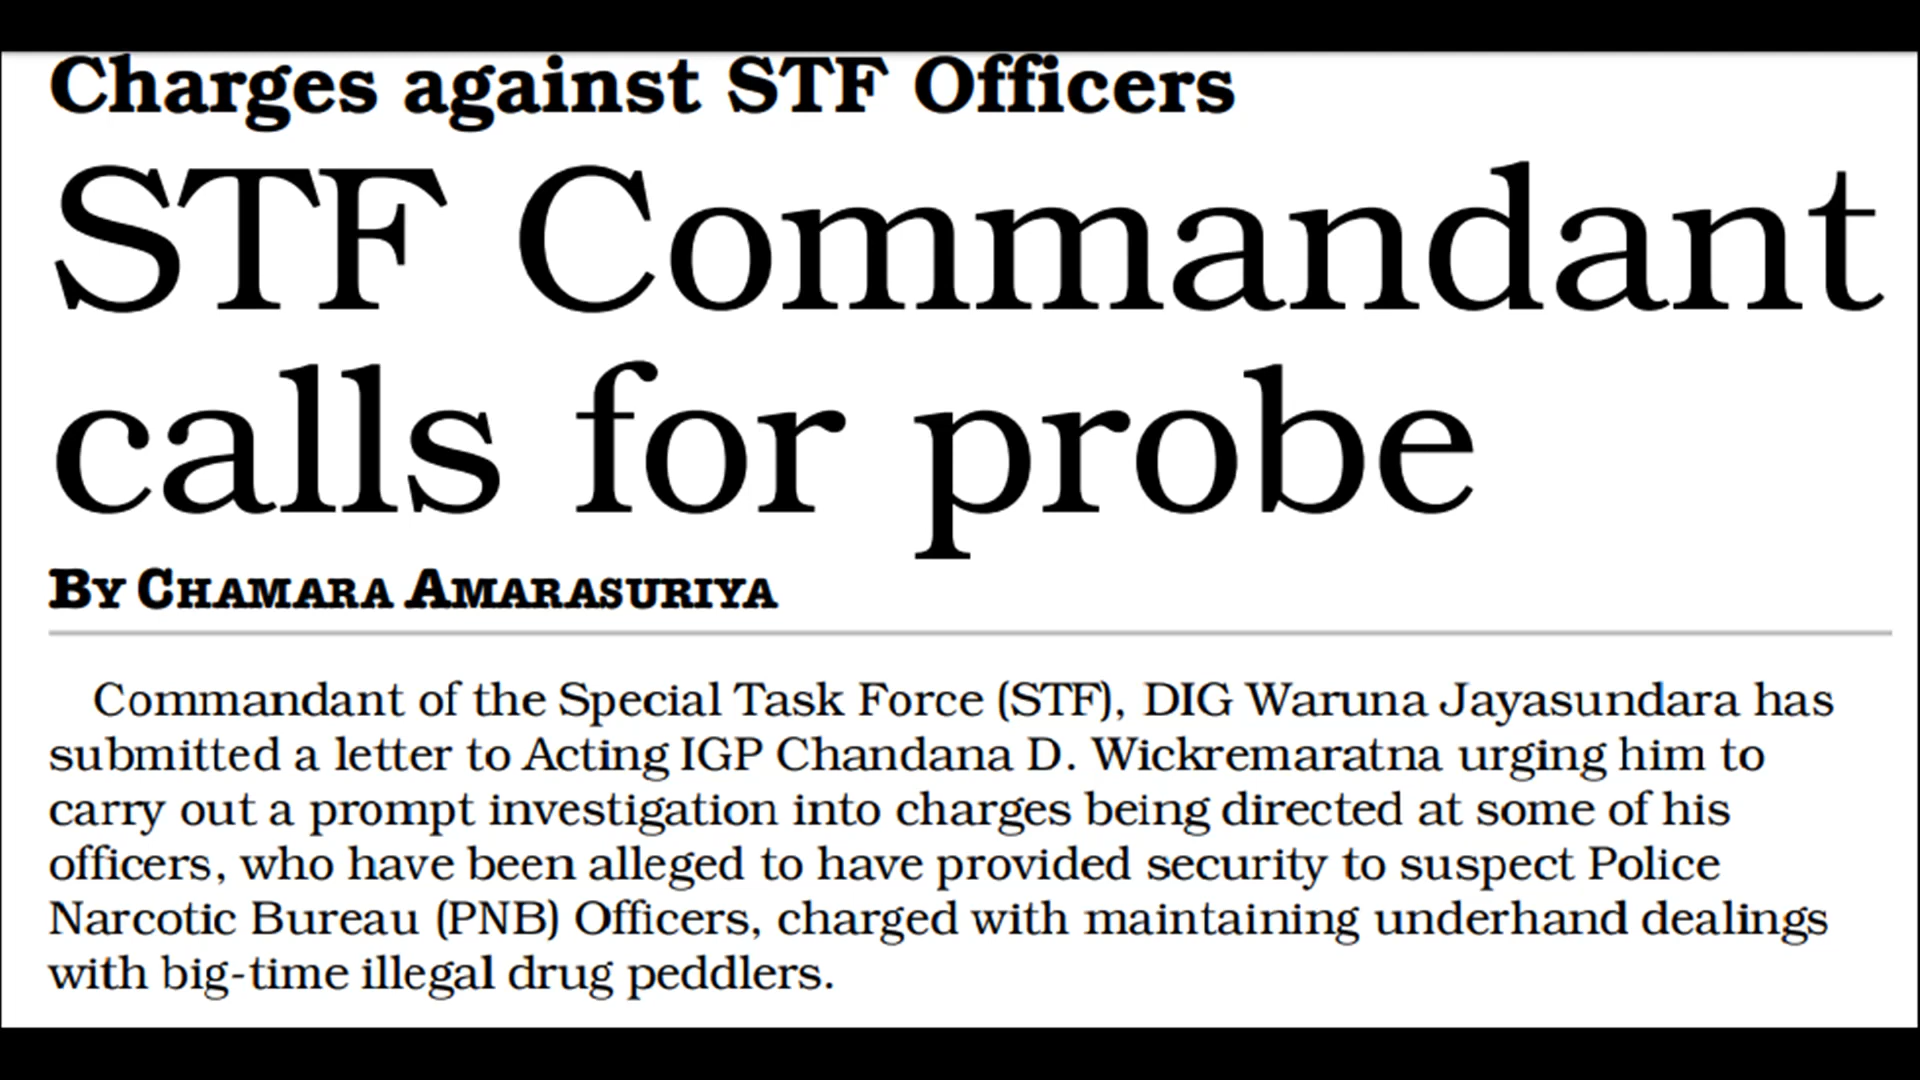 Charges against STF Officers
STF Commandant
calls for probe
BY CHAMARA AMARASURIYA
Commandant of the Special Task Force (STF), DIG Waruna Jayasundara has
submitted a letter to Acting IGP Chandana D. Wickremaratna urging him to
carry out a prompt investigation into charges being directed at some of his
officers, who have been alleged to have provided security to suspect Police
Narcotic Bureau (PNB) Officers, charged with maintaining underhand dealings
with big-time illegal drug peddlers.